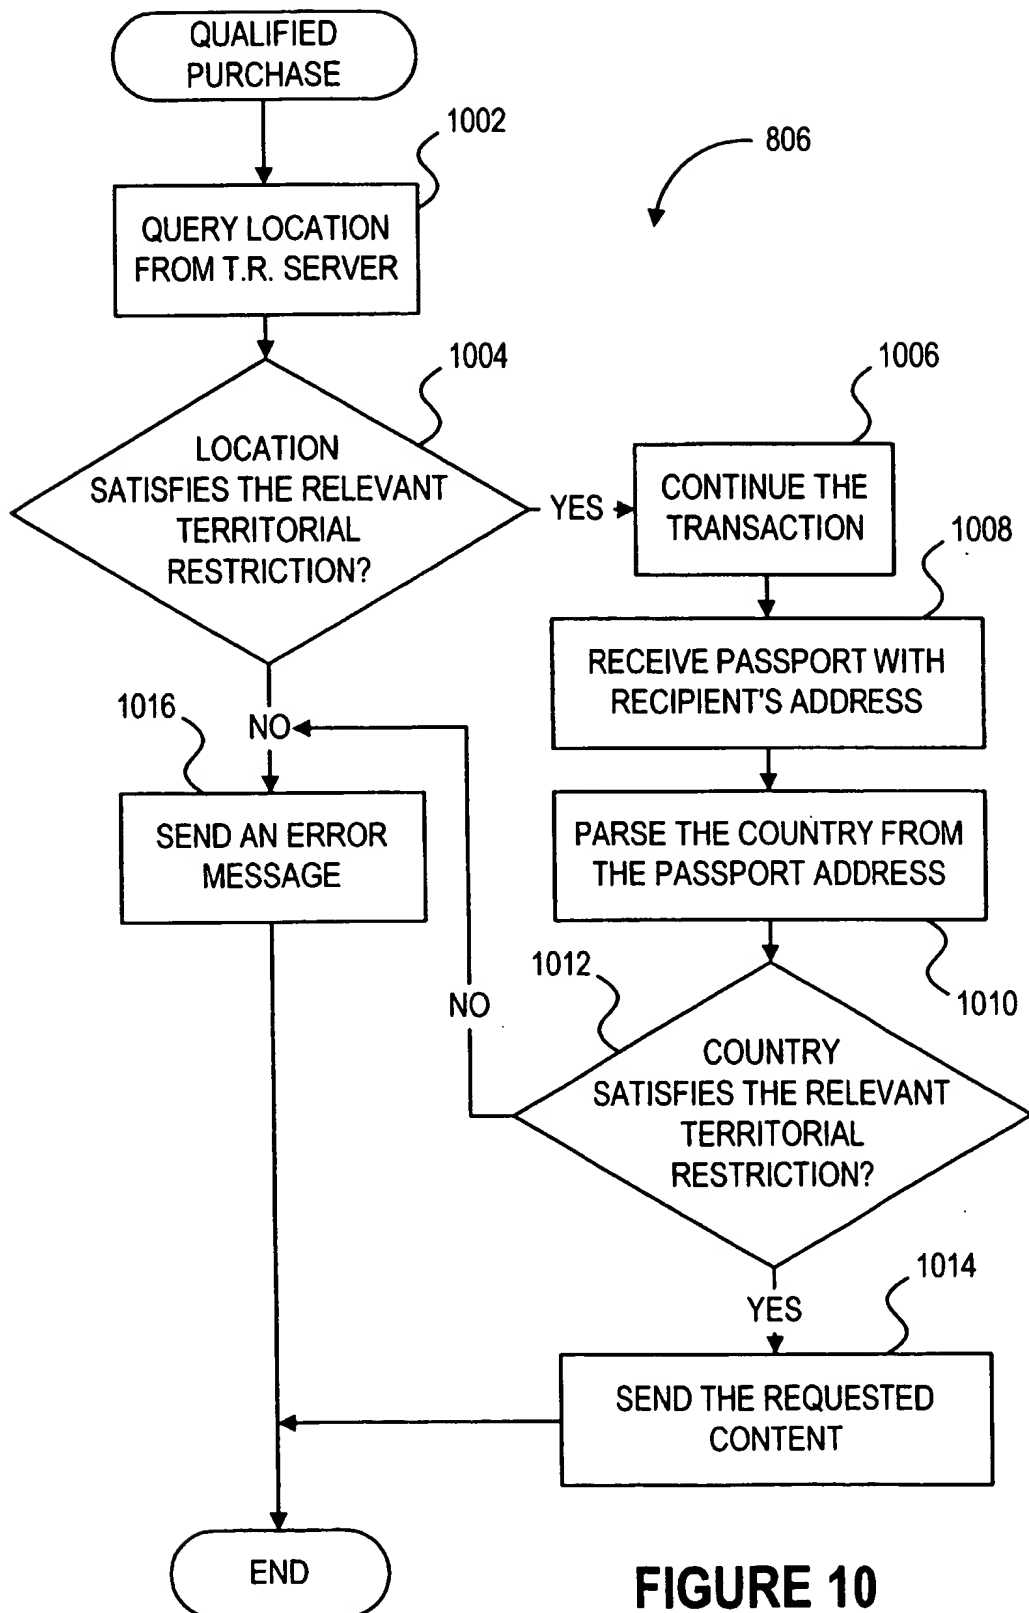 QUALIFIED
PURCHASE
1002
806
QUERY LOCATION
FROM T.R. SERVER
1004
LOCATION
SATISFIES THE RELEVANT
TERRITORIAL
RESTRICTION?
YES
1006
CONTINUE THE
TRANSACTION
1008
RECEIVE PASSPORT WITH
RECIPIENT'S ADDRESS
1016
NO
SEND AN ERROR
MESSAGE
PARSE THE COUNTRY FROM
THE PASSPORT ADDRESS
1010
1012
NO
COUNTRY
SATISFIES THE RELEVANT
TERRITORIAL
RESTRICTION?
YES
1014
SEND THE REQUESTED
CONTENT
END
FIGURE 10